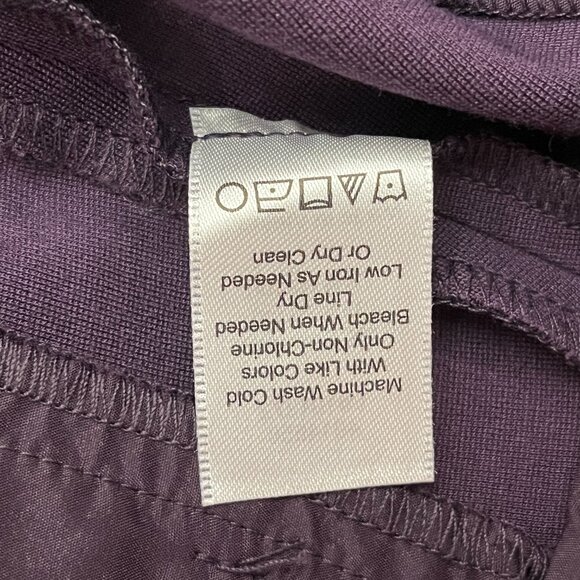 Machine Wash Cold
With Like Colors
Only Non-Chlorine
Bleach When Needed
Line Dry
Low Iron As Needed
Or Dry Clean